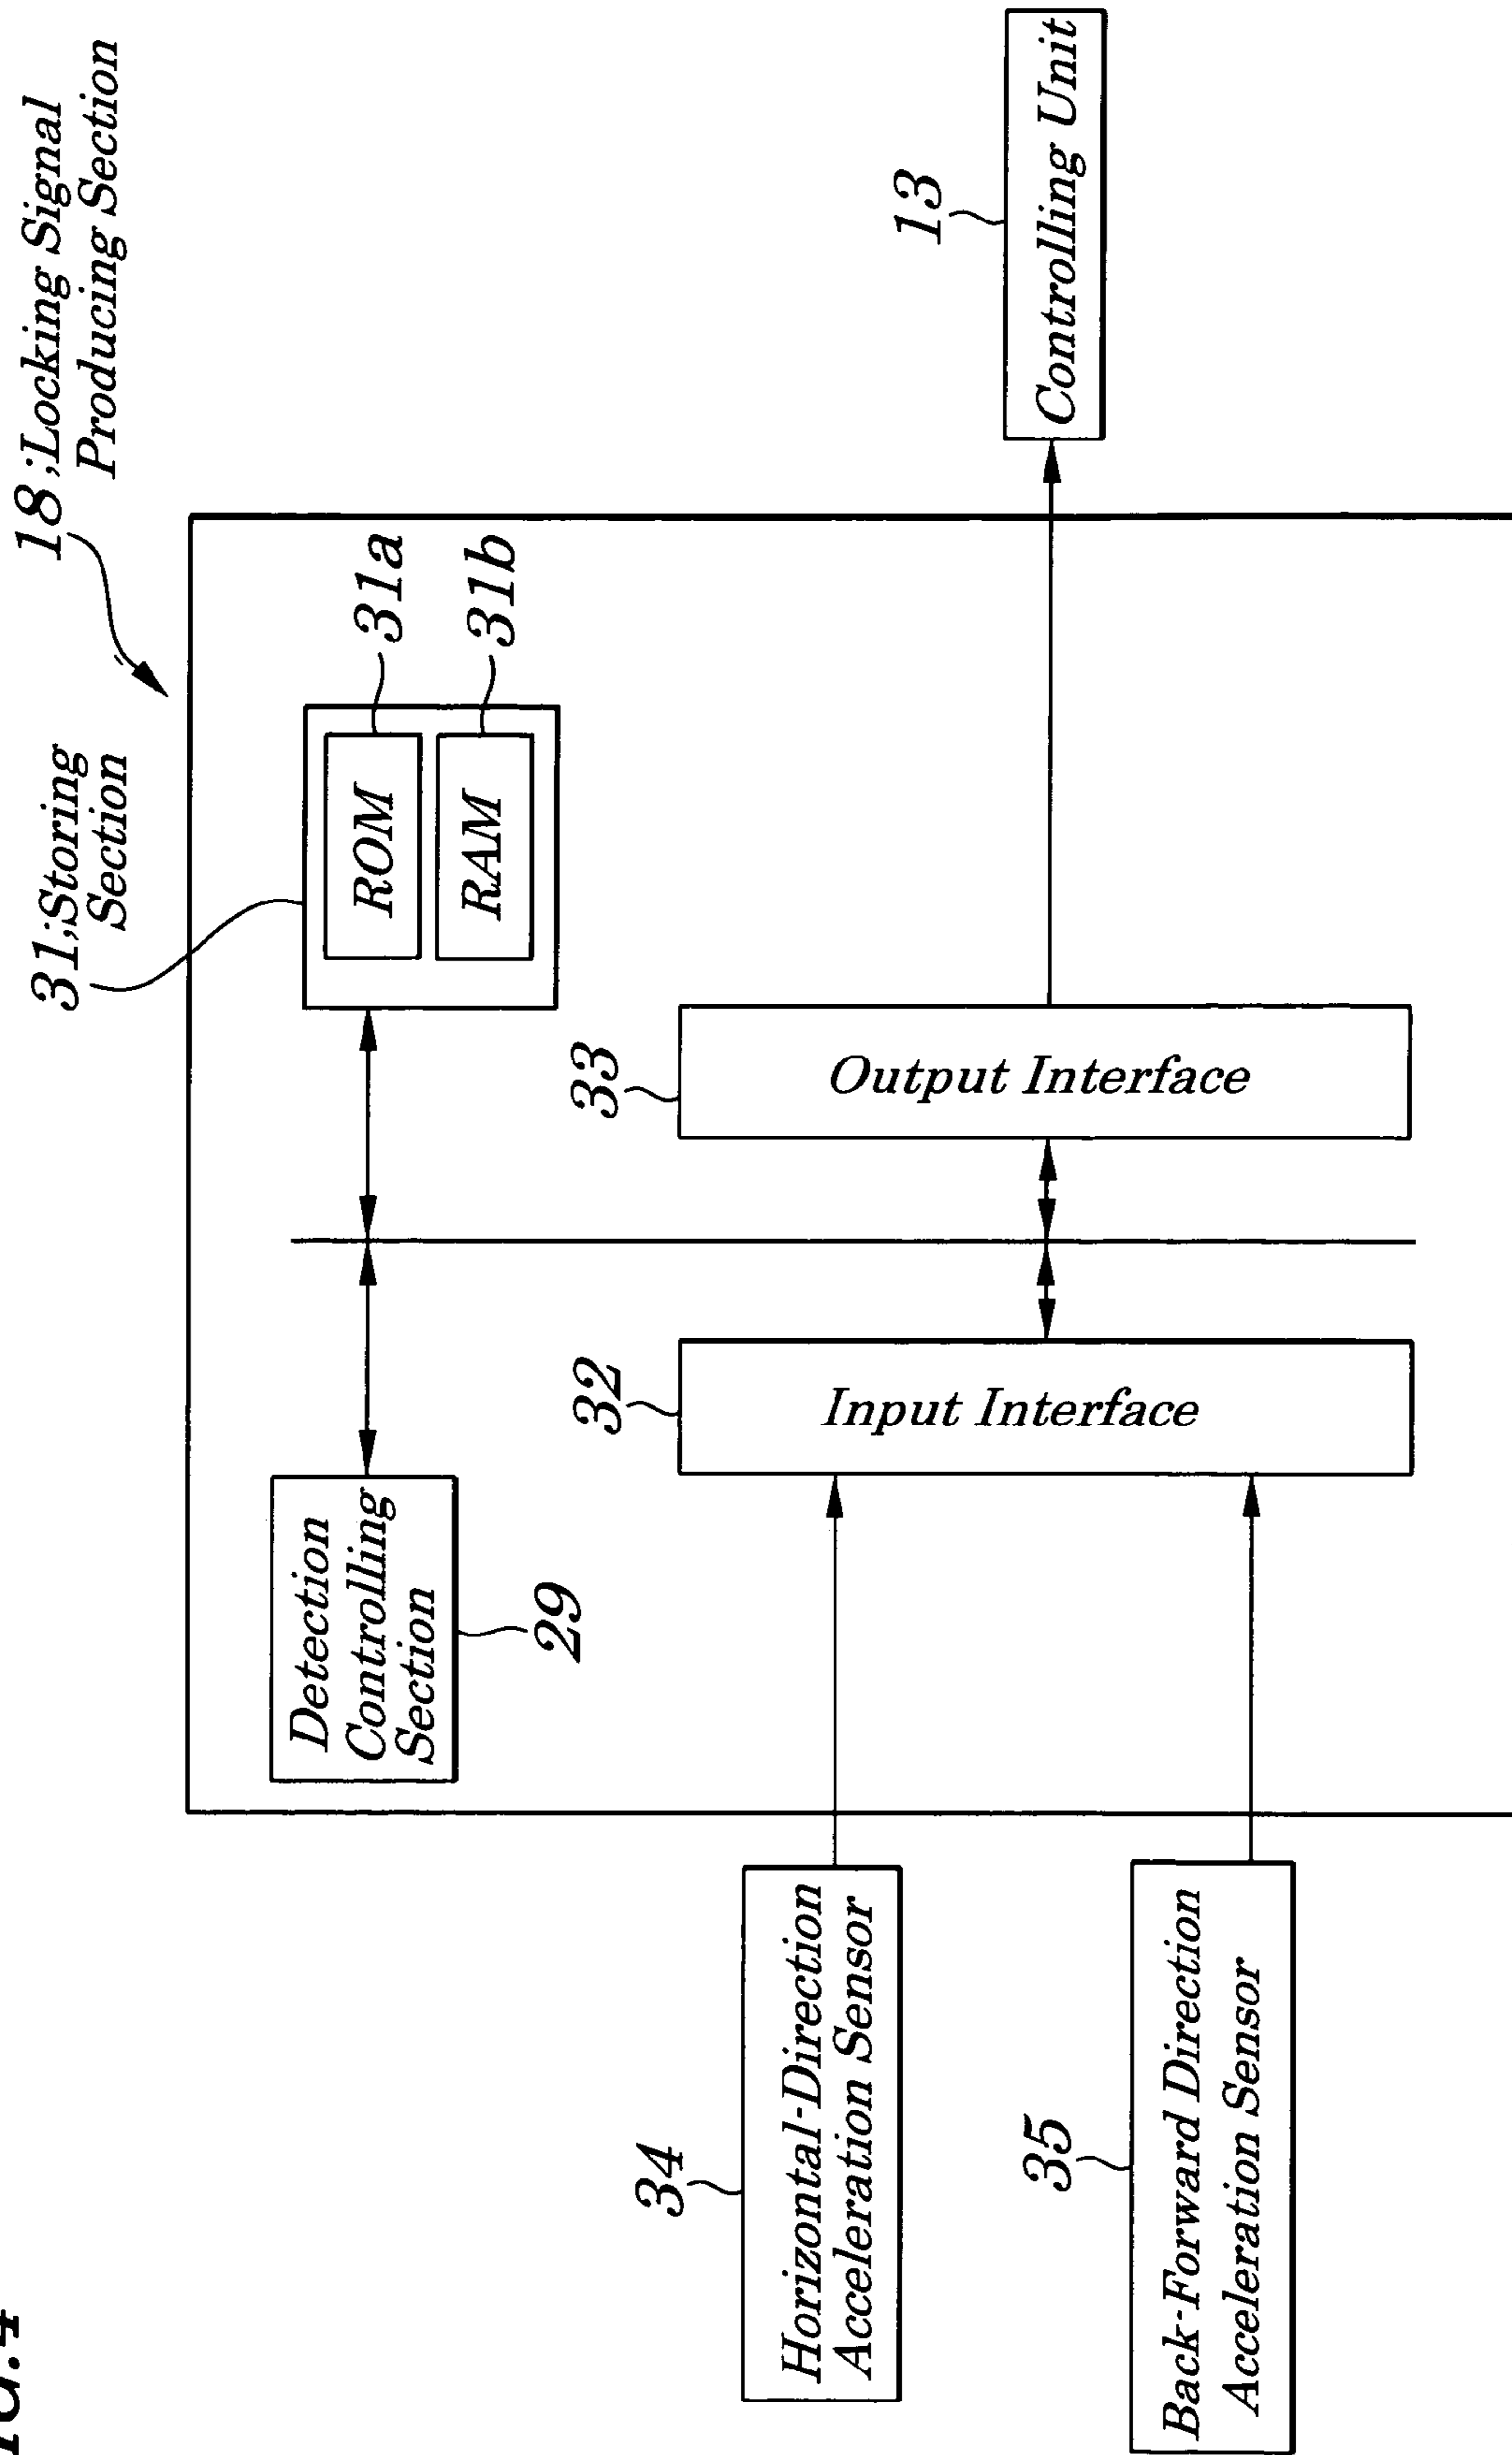 18;Locking Signal
Producing Section
31;Storing
Section
ROM
31a
RAM
31b
Detection
Controlling
Section
29
33
Output Interface
32
Input Interface
13
Controlling Unit
34
Horizontal-Direction
Acceleration Sensor
35
Back-Forward Direction
Acceleration Sensor